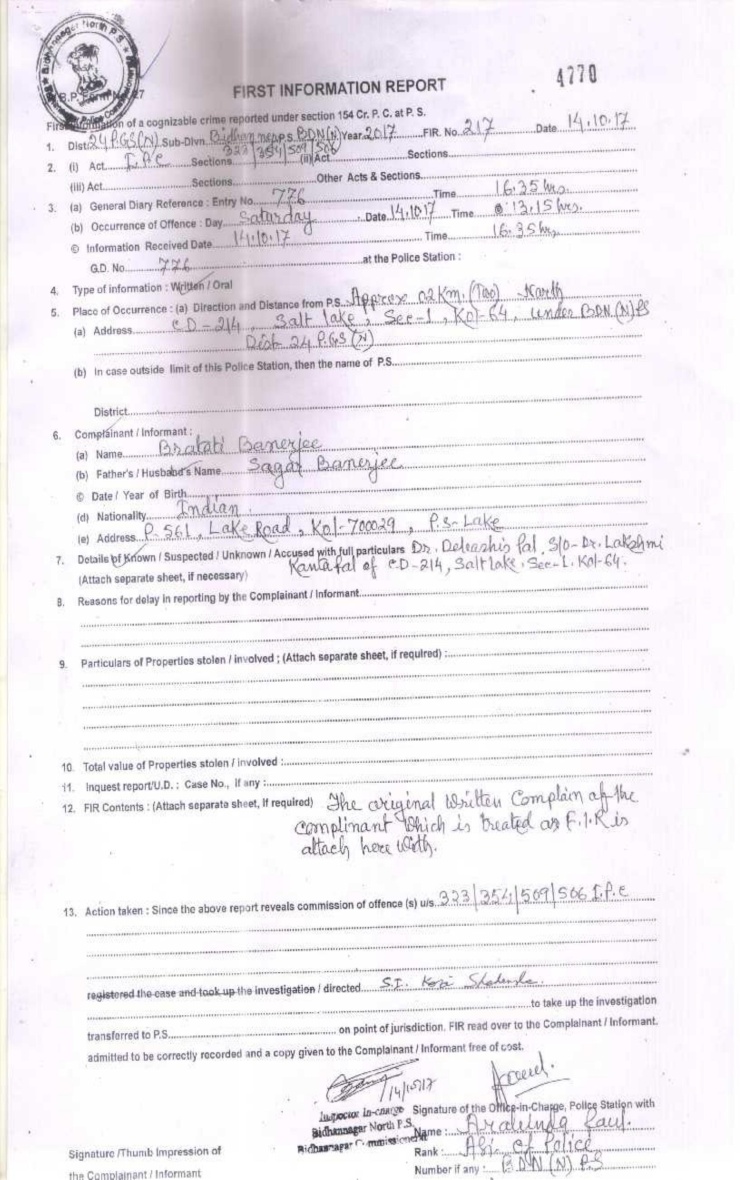 Bidhannagar North P.S.
4770
FIRST INFORMATION REPORT
First Information of a cognizable crime reported under section 154 Cr. P. C. at P. S.
1. Dist. 24 PGS(N) Sub-Divn. Bidhannagar P.S. BDN(N) Year 2017 FIR. No. 217 Date 14.10.17
2. (i) Act I.P.C Sections 323/354/509/506 (ii) Act Sections
(iii) Act Sections Other Acts & Sections
3. (a) General Diary Reference : Entry No. 776 Time 16.35 hrs.
(b) Occurrence of Offence : Day Saturday Date 14.10.17 Time 13.15 hrs.
© Information Received Date 14.10.17 Time 16.35 hrs.
G.D. No. 776 at the Police Station :
4. Type of information : Written / Oral
5. Place of Occurrence : (a) Direction and Distance from P.S. Approx 02 Km. (Two) North
(a) Address CD-214, Salt lake, Sec-1, Kol-64, under BDN(N) PS
Dist 24 P.G.S (N)
(b) In case outside limit of this Police Station, then the name of P.S.
District
6. Complainant / Informant :
(a) Name Bratati Banerjee
(b) Father's / Husband's Name Sagar Banerjee
© Date / Year of Birth
(d) Nationality Indian.
(e) Address P-561, Lake Road, Kol-700029, P.S- Lake
7. Details of Known / Suspected / Unknown / Accused with full particulars Dr. Debashis Pal, S/o- Dr. Lakshmi
(Attach separate sheet, if necessary) Kanta Pal of CD-214, Salt lake, Sec-1. Kol-64.
8. Reasons for delay in reporting by the Complainant / Informant
9. Particulars of Properties stolen / involved ; (Attach separate sheet, if required) :
10. Total value of Properties stolen / involved :
11. Inquest report/U.D. : Case No., If any :
12. FIR Contents : (Attach separate sheet, if required) The original Written Complain of the
complinant Which is treated as F.I.R is
attach here with.
13. Action taken : Since the above report reveals commission of offence (s) u/s. 323/354/509/506 I.P.C
registered the case and took up the investigation / directed S.I.
to take up the investigation
transferred to P.S. on point of jurisdiction. FIR read over to the Complainant / Informant.
admitted to be correctly recorded and a copy given to the Complainant / Informant free of cost.
14/10/17
Inspector In-charge Signature of the Office-in-Charge, Police Station with
Bidhannagar North P.S. Name :
Bidhannagar Commissionerate Rank : ASI. of Police
Signature /Thumb Impression of Number if any : BDN (N) P.S
the Complainant / Informant